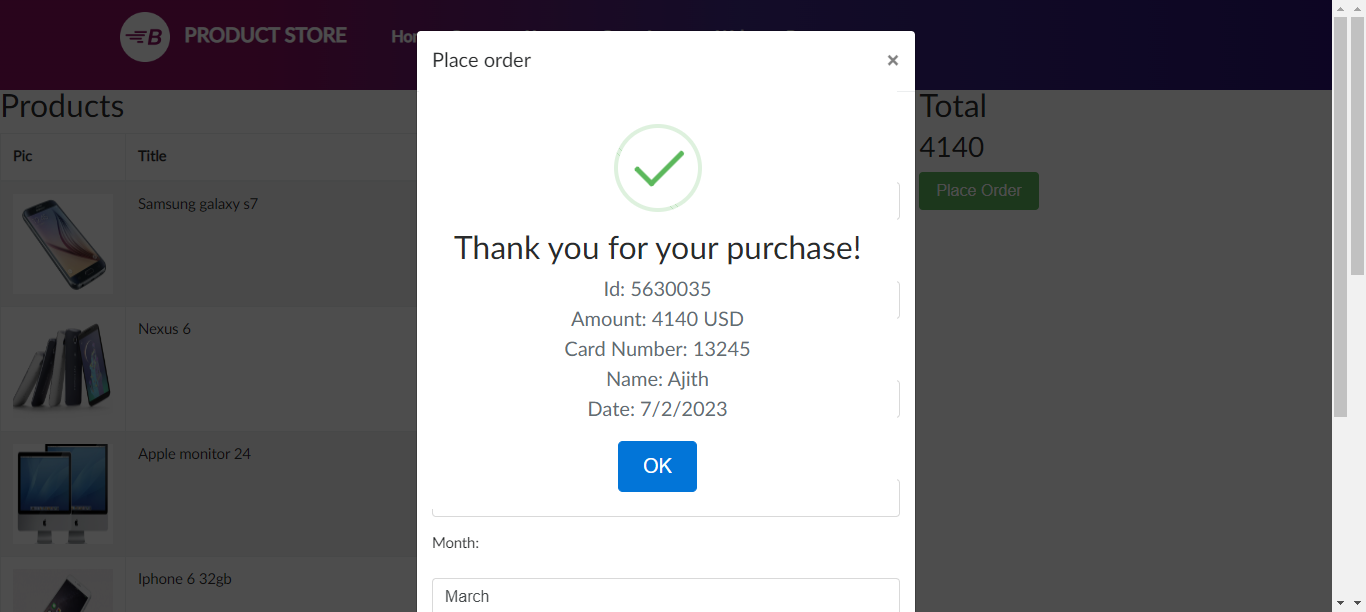 PRODUCT STORE
Place order
×
Products
Total
4140
Pic
Title
Place Order
Samsung galaxy s7
Thank you for your purchase!
Id: 5630035
Amount: 4140 USD
Nexus 6
Card Number: 13245
Name: Ajith
Date: 7/2/2023
Apple monitor 24
OK
Month:
Iphone 6 32gb
March